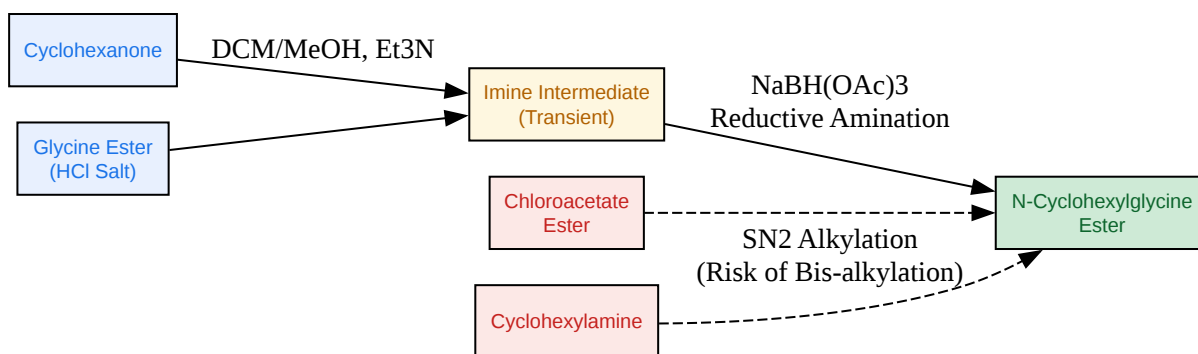 Cyclohexanone
DCM/MeOH, Et3N
Glycine Ester
(HCl Salt)
Imine Intermediate
(Transient)
NaBH(OAc)3
Reductive Amination
Chloroacetate
Ester
SN2 Alkylation
(Risk of Bis-alkylation)
Cyclohexylamine
N-Cyclohexylglycine
Ester